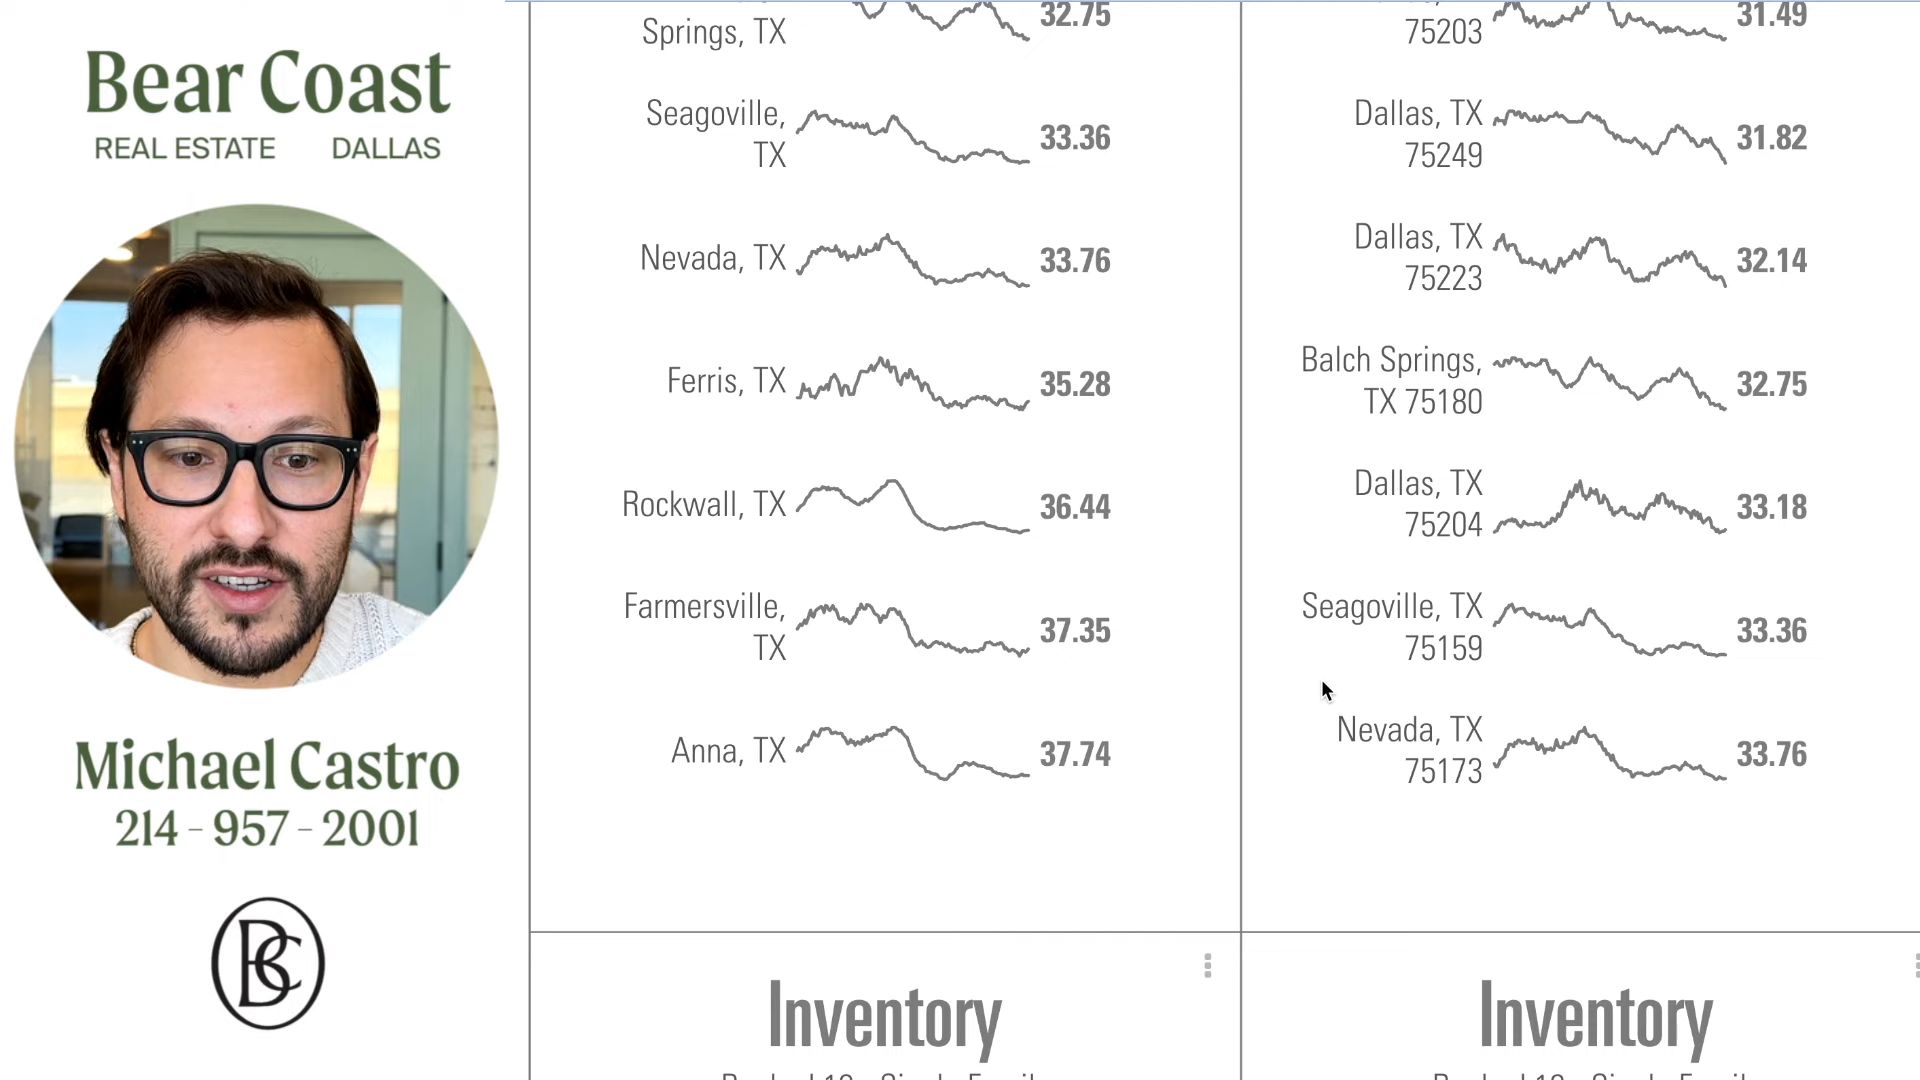 Bear Coast
REAL ESTATE DALLAS
Michael Castro
214 - 957 - 2001
BC
Springs, TX
32.75
Seagoville,
TX
33.36
Nevada, TX
33.76
Ferris, TX
35.28
Rockwall, TX
36.44
Farmersville,
TX
37.35
Anna, TX
37.74
Inventory
75203
31.49
Dallas, TX
75249
31.82
Dallas, TX
75223
32.14
Balch Springs,
TX 75180
32.75
Dallas, TX
75204
33.18
Seagoville, TX
75159
33.36
Nevada, TX
75173
33.76
Inventory